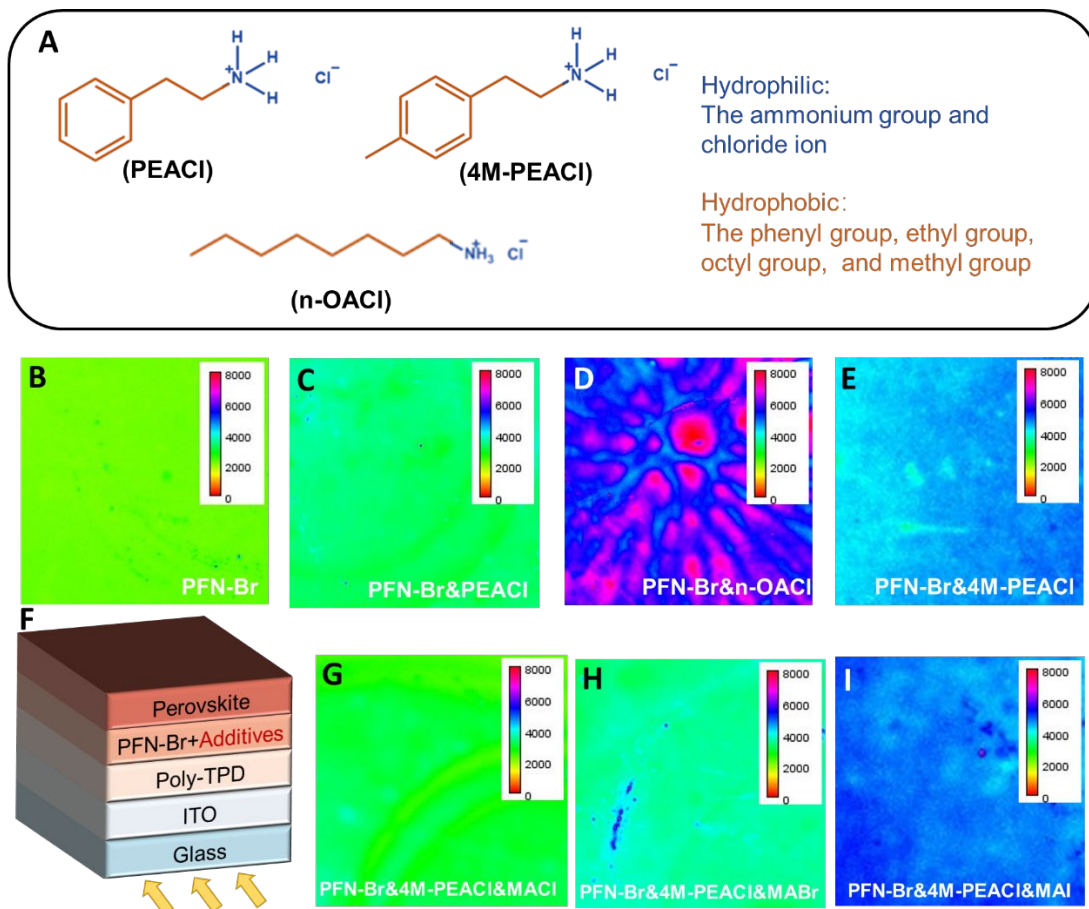 A
H
H
N
+
H
Cl⁻
(PEACl)
H
H
N
+
H
Cl⁻
(4M-PEACl)
NH₃
+
Cl⁻
(n-OACl)
Hydrophilic:
The ammonium group and
chloride ion
Hydrophobic:
The phenyl group, ethyl group,
octyl group, and methyl group
B
8000
6000
4000
2000
0
PFN-Br
C
8000
6000
4000
2000
0
PFN-Br&PEACl
D
8000
6000
4000
2000
0
PFN-Br&n-OACl
E
8000
6000
4000
2000
0
PFN-Br&4M-PEACl
F
Perovskite
PFN-Br+Additives
Poly-TPD
ITO
Glass
G
8000
6000
4000
2000
0
PFN-Br&4M-PEACl&MACl
H
8000
6000
4000
2000
0
PFN-Br&4M-PEACl&MABr
I
8000
6000
4000
2000
0
PFN-Br&4M-PEACl&MAI